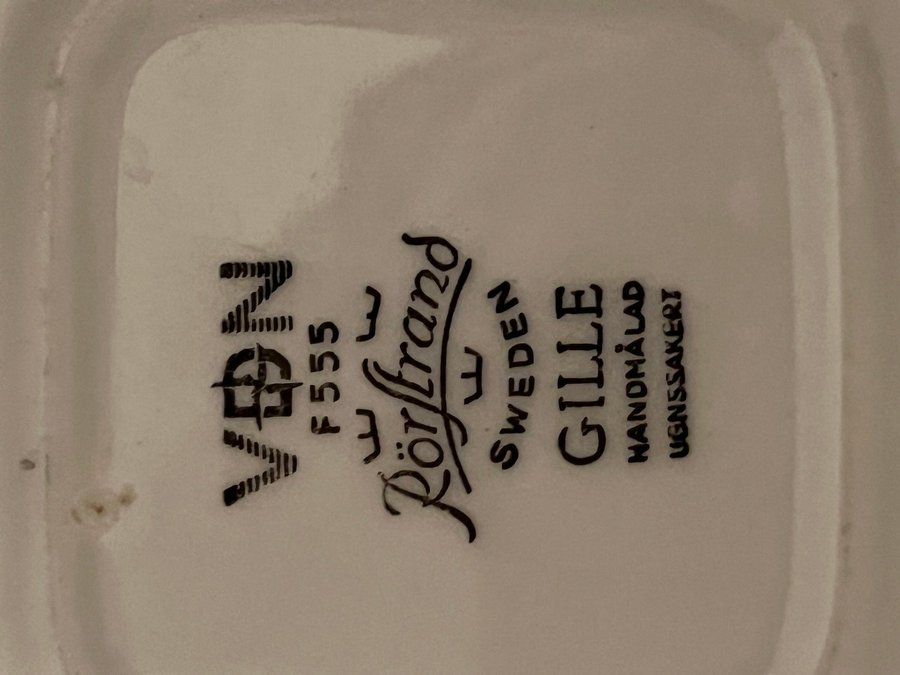 VDN
F555
Rörstrand
SWEDEN
GILLE
HANDMÅLAD
UGNSSÄKERT